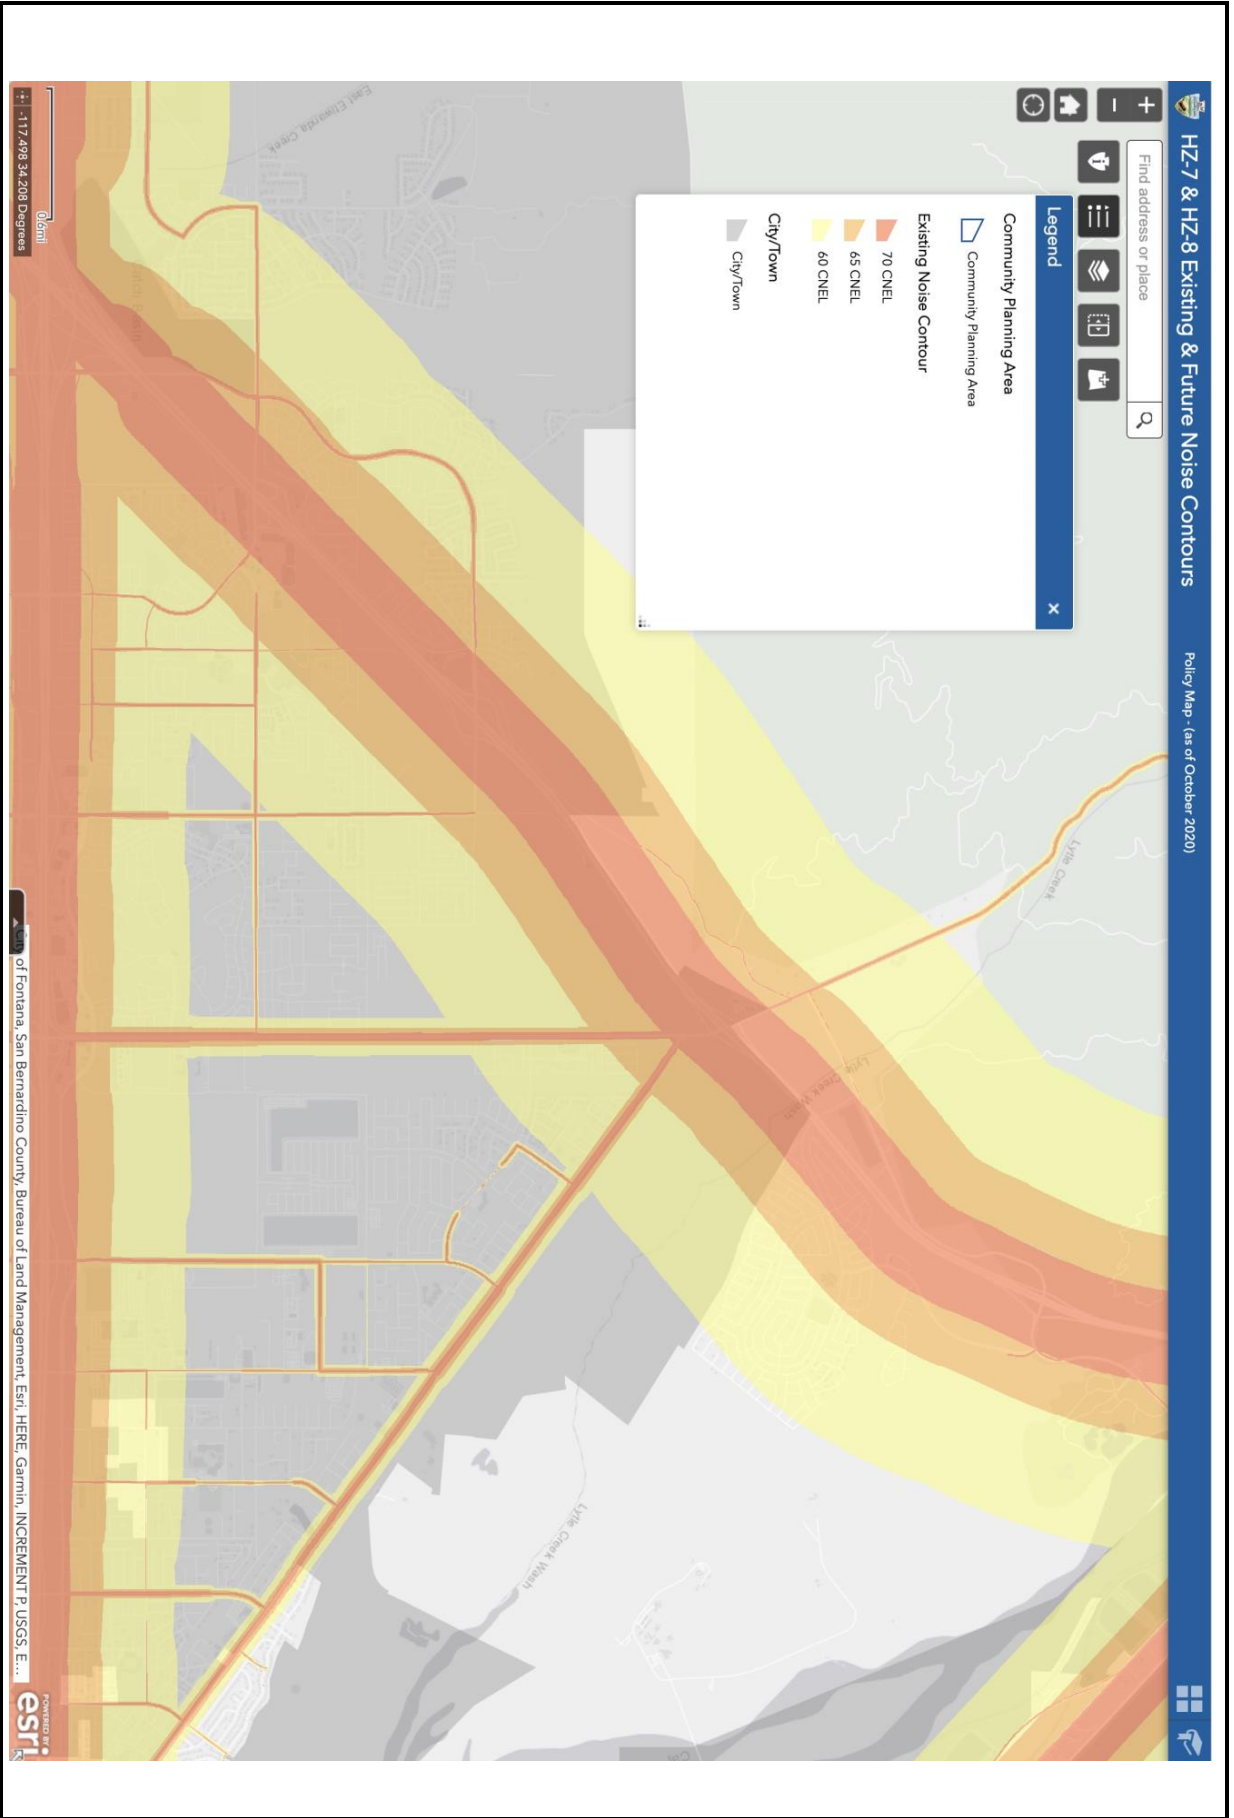 HZ-7 & HZ-8 Existing & Future Noise Contours
Policy Map - (as of October 2020)
+
−
Find address or place
Legend
×
Community Planning Area
Community Planning Area
Existing Noise Contour
70 CNEL
65 CNEL
60 CNEL
City/Town
City/Town
Lytle Creek
Lytle Creek Wash
Lytle Creek Wash
East Etiwanda Creek
0.6mi
-117.498 34.208 Degrees
City of Fontana, San Bernardino County, Bureau of Land Management, Esri, HERE, Garmin, INCREMENT P, USGS, E...
POWERED BY
esri